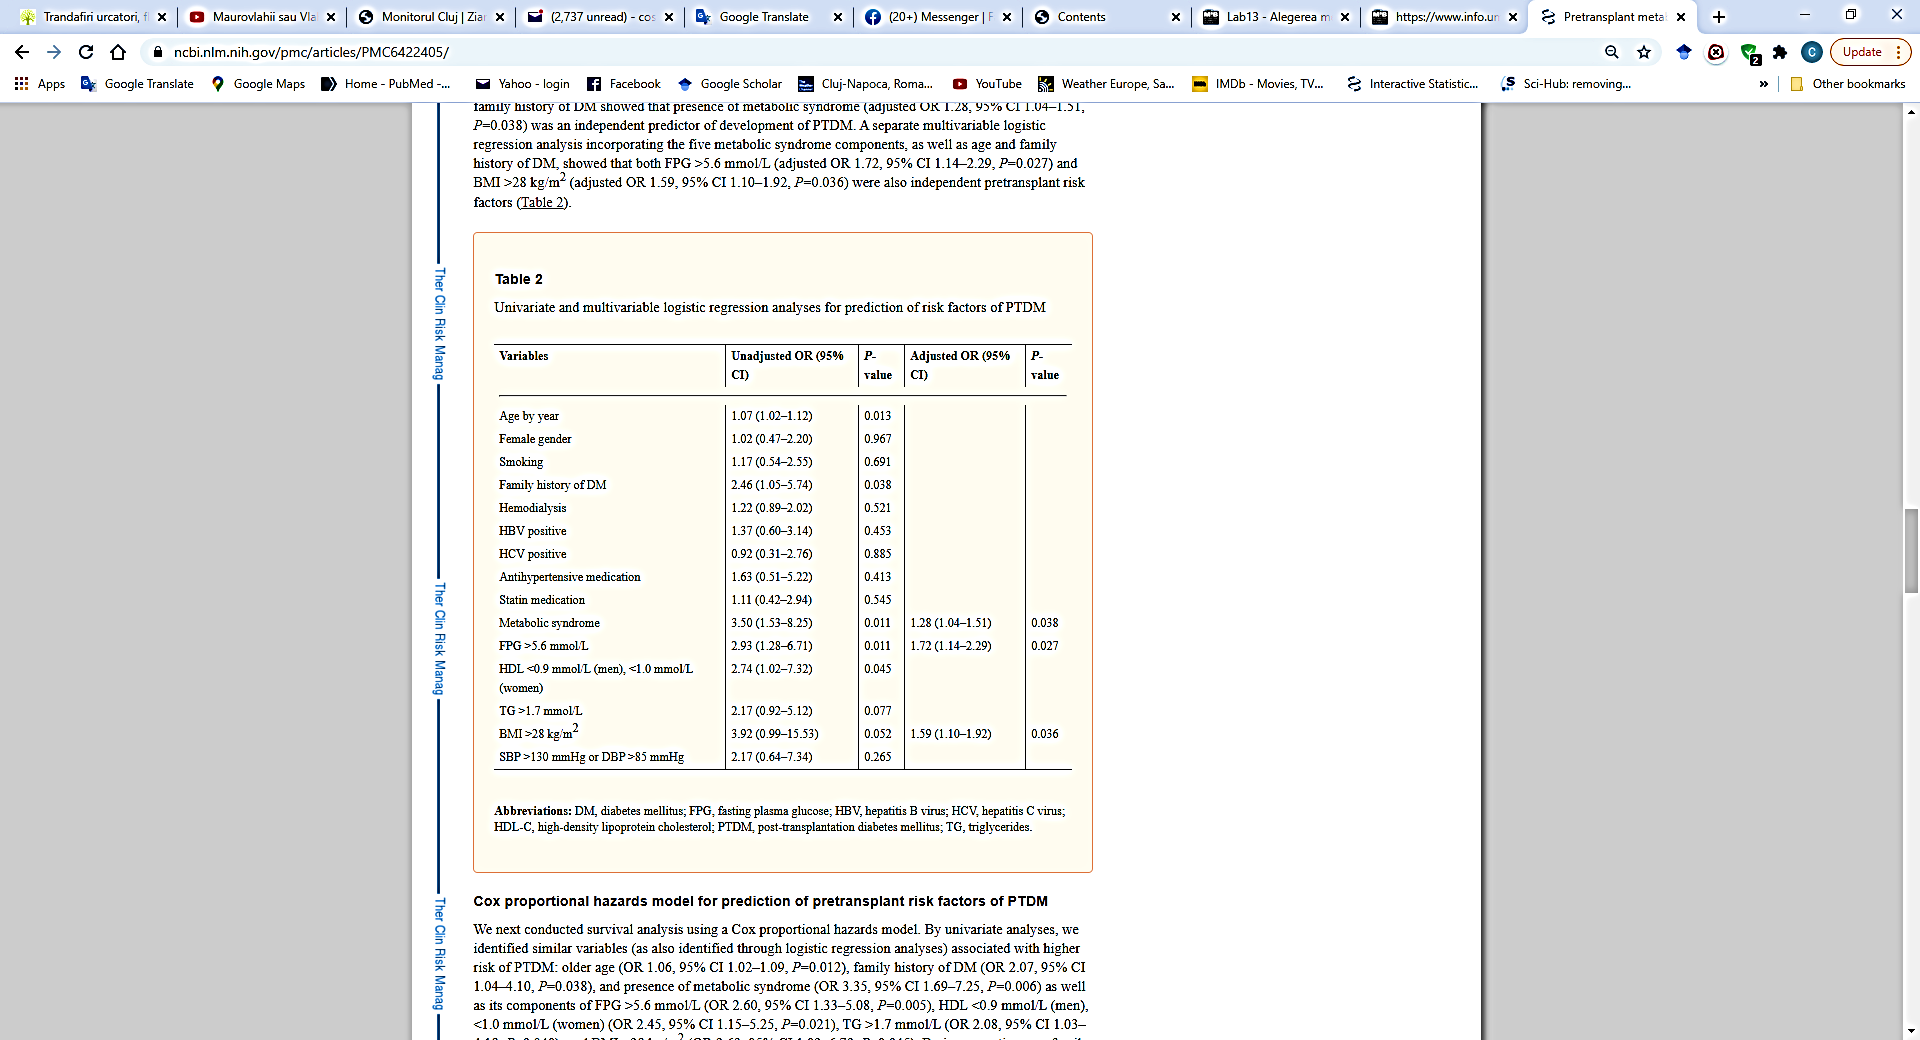 Trandafiri urcatori, fl
Maurovlahii sau Vla
Monitorul Cluj | Ziar
(2,737 unread) - cos
Google Translate
(20+) Messenger | F
Contents
Lab13 - Alegerea m
https://www.info.un
Pretransplant meta
ncbi.nlm.nih.gov/pmc/articles/PMC6422405/
2
C
Update
Apps
Google Translate
Google Maps
Home - PubMed -...
Yahoo - login
Facebook
Google Scholar
Cluj-Napoca, Roma...
YouTube
Weather Europe, Sa...
IMDb - Movies, TV...
Interactive Statistic...
Sci-Hub: removing...
»
Other bookmarks
family history of DM showed that presence of metabolic syndrome (adjusted OR 1.28, 95% CI 1.04–1.51,
P=0.038) was an independent predictor of development of PTDM. A separate multivariable logistic
regression analysis incorporating the five metabolic syndrome components, as well as age and family
history of DM, showed that both FPG >5.6 mmol/L (adjusted OR 1.72, 95% CI 1.14–2.29, P=0.027) and
BMI >28 kg/m2 (adjusted OR 1.59, 95% CI 1.10–1.92, P=0.036) were also independent pretransplant risk
factors (Table 2).
Ther Clin Risk Manag
Ther Clin Risk Manag
Ther Clin Risk Manag
Table 2
Univariate and multivariable logistic regression analyses for prediction of risk factors of PTDM
Variables Unadjusted OR (95% CI) P-value Adjusted OR (95% CI) P-value
Age by year 1.07 (1.02–1.12) 0.013
Female gender 1.02 (0.47–2.20) 0.967
Smoking 1.17 (0.54–2.55) 0.691
Family history of DM 2.46 (1.05–5.74) 0.038
Hemodialysis 1.22 (0.89–2.02) 0.521
HBV positive 1.37 (0.60–3.14) 0.453
HCV positive 0.92 (0.31–2.76) 0.885
Antihypertensive medication 1.63 (0.51–5.22) 0.413
Statin medication 1.11 (0.42–2.94) 0.545
Metabolic syndrome 3.50 (1.53–8.25) 0.011 1.28 (1.04–1.51) 0.038
FPG >5.6 mmol/L 2.93 (1.28–6.71) 0.011 1.72 (1.14–2.29) 0.027
HDL <0.9 mmol/L (men), <1.0 mmol/L 2.74 (1.02–7.32) 0.045
(women)
TG >1.7 mmol/L 2.17 (0.92–5.12) 0.077
BMI >28 kg/m2 3.92 (0.99–15.53) 0.052 1.59 (1.10–1.92) 0.036
SBP >130 mmHg or DBP >85 mmHg 2.17 (0.64–7.34) 0.265
Abbreviations: DM, diabetes mellitus; FPG, fasting plasma glucose; HBV, hepatitis B virus; HCV, hepatitis C virus;
HDL-C, high-density lipoprotein cholesterol; PTDM, post-transplantation diabetes mellitus; TG, triglycerides.
Cox proportional hazards model for prediction of pretransplant risk factors of PTDM
We next conducted survival analysis using a Cox proportional hazards model. By univariate analyses, we
identified similar variables (as also identified through logistic regression analyses) associated with higher
risk of PTDM: older age (OR 1.06, 95% CI 1.02–1.09, P=0.012), family history of DM (OR 2.07, 95% CI
1.04–4.10, P=0.038), and presence of metabolic syndrome (OR 3.35, 95% CI 1.69–7.25, P=0.006) as well
as its components of FPG >5.6 mmol/L (OR 2.60, 95% CI 1.33–5.08, P=0.005), HDL <0.9 mmol/L (men),
<1.0 mmol/L (women) (OR 2.45, 95% CI 1.15–5.25, P=0.021), TG >1.7 mmol/L (OR 2.08, 95% CI 1.03–